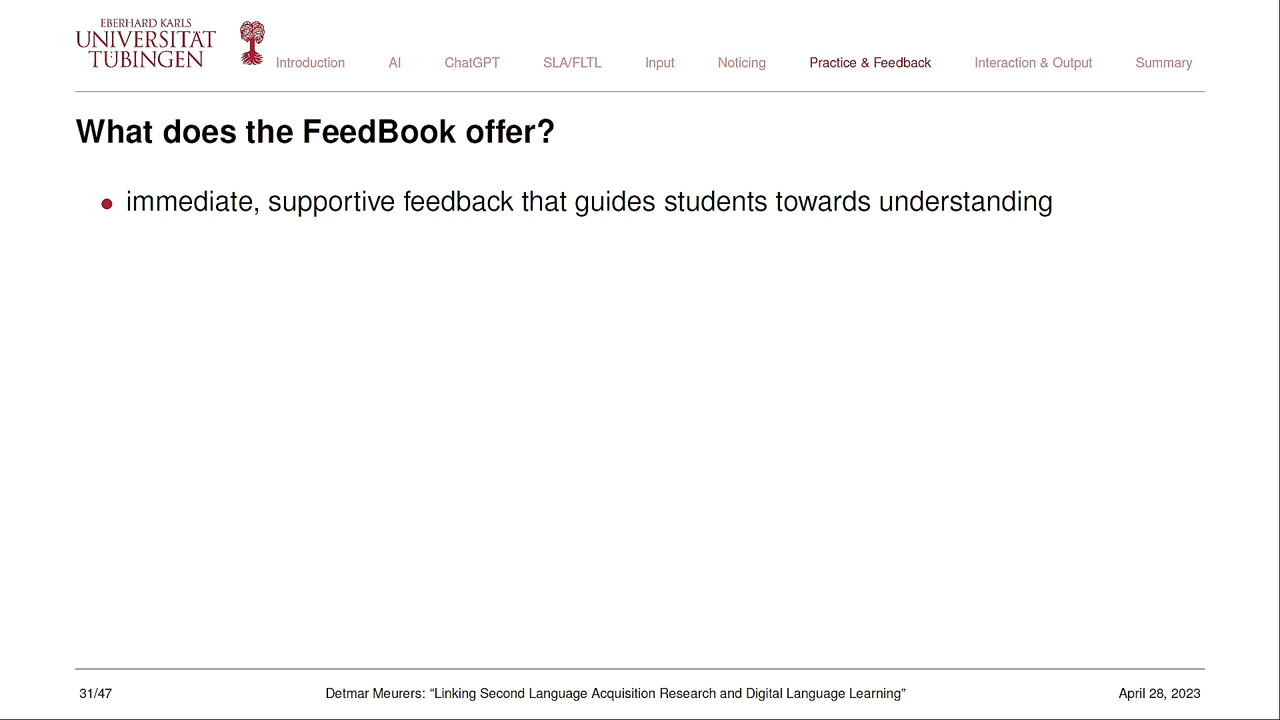 EBERHARD KARLS
UNIVERSITÄT
TÜBINGEN
Introduction AI ChatGPT SLA/FLTL Input Noticing Practice & Feedback Interaction & Output Summary
What does the FeedBook offer?
• immediate, supportive feedback that guides students towards understanding
31/47 Detmar Meurers: “Linking Second Language Acquisition Research and Digital Language Learning” April 28, 2023